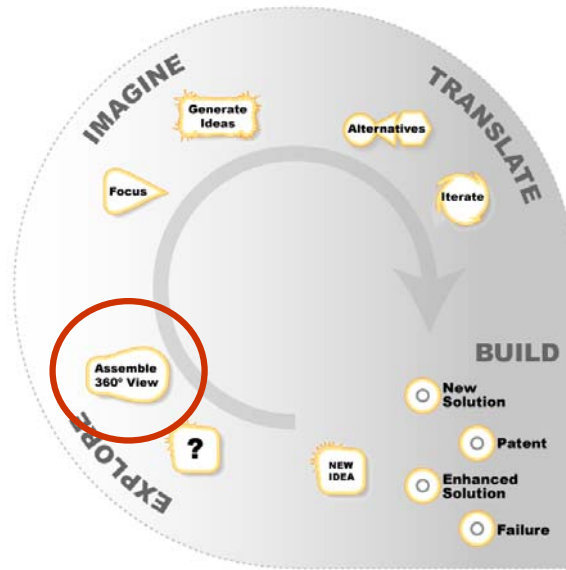 IMAGINE
Generate
Ideas
Focus
TRANSLATE
Alternatives
Iterate
EXPLORE
Assemble
360º View
?
NEW
IDEA
BUILD
New
Solution
Patent
Enhanced
Solution
Failure